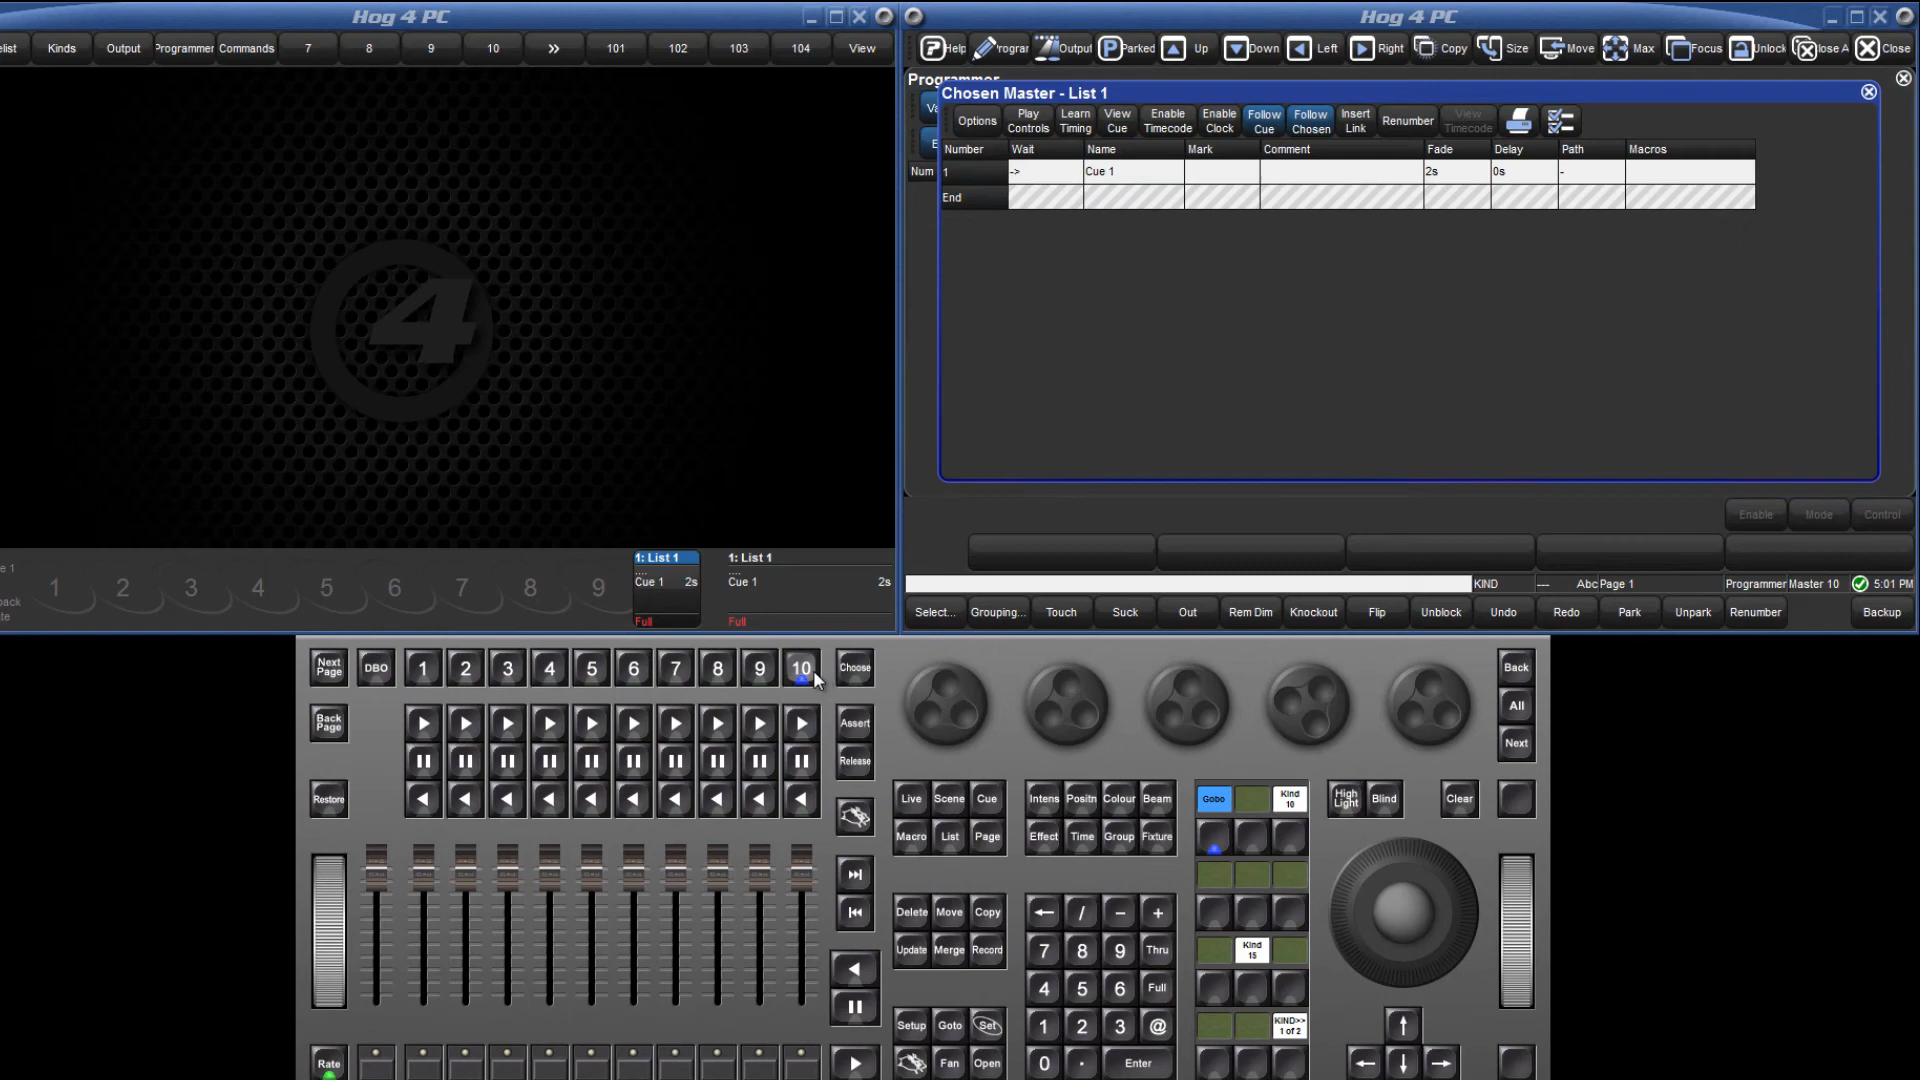 Hog 4 PC
Hog 4 PC
elist Kinds Output Programmer Commands 7 8 9 10 >> 101 102 103 104 View
Help Prograr Output Parked Up Down Left Right Copy Size Move Max Focus Unlock lose A Close
Programmer
Chosen Master - List 1
Options Play Controls Learn Timing View Cue Enable Timecode Enable Clock Follow Cue Follow Chosen Insert Link Renumber View Timecode
Number Wait Name Mark Comment Fade Delay Path Macros
Num 1 -> Cue 1 2s 0s -
End
4
Enable Mode Control
1: List 1 1: List 1
.... ....
Cue 1 2s Cue 1 2s
Full Full
e 1
back
te
1 2 3 4 5 6 7 8 9
KIND --- Abc Page 1 Programmer Master 10 5:01 PM
Select... Grouping... Touch Suck Out Rem Dim Knockout Flip Unblock Undo Redo Park Unpark Renumber Backup
Next Page DBO 1 2 3 4 5 6 7 8 9 10 Choose
Back Page
Restore
Assert
Release
Rate
Live Scene Cue
Macro List Page
Delete Move Copy
Update Merge Record
Setup Goto Set
Fan Open
Intens Positn Colour Beam
Effect Time Group Fixture
/ - +
7 8 9 Thru
4 5 6 Full
1 2 3 @
0 . Enter
Gobo Kind 10
Kind 15
KIND>> 1 of 2
High Light Blind Clear
Back
All
Next